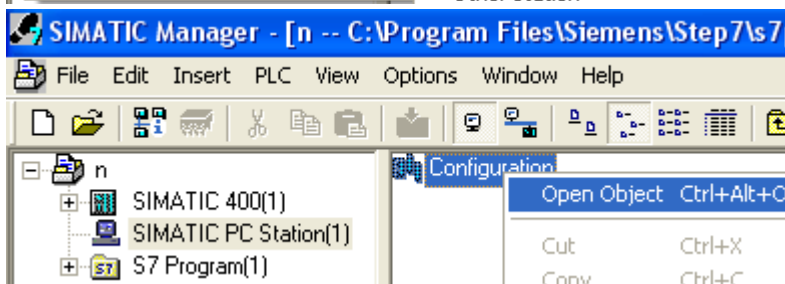 SIMATIC Manager - [n -- C:\Program Files\Siemens\Step7\s7
File Edit Insert PLC View Options Window Help
n
Configuration
SIMATIC 400(1)
Open Object Ctrl+Alt+O
SIMATIC PC Station(1)
Cut Ctrl+X
S7 Program(1)
Copy Ctrl+C